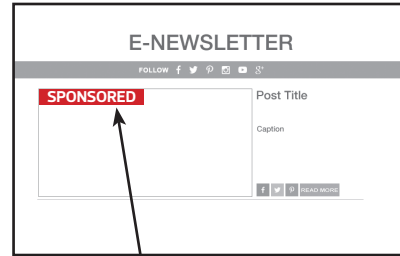 E-NEWSLETTER
FOLLOW
SPONSORED
Post Title
Caption
READ MORE